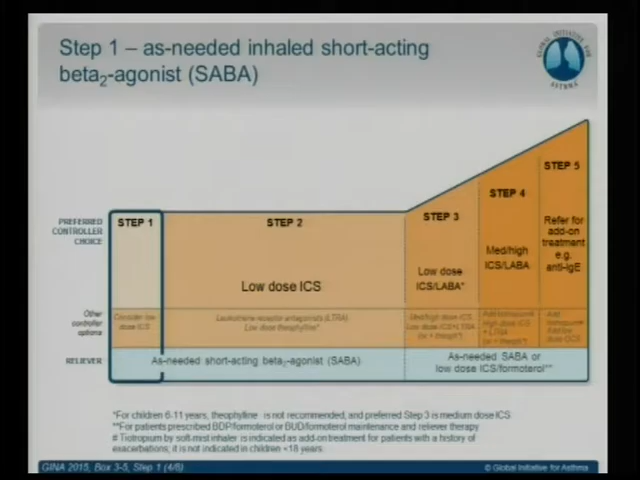 Step 1 – as-needed inhaled short-acting
beta2-agonist (SABA)
GLOBAL INITIATIVE FOR
ASTHMA
STEP 5
STEP 4
STEP 1
STEP 2
STEP 3
PREFERRED
CONTROLLER
CHOICE
Refer for
add-on
treatment
e.g.
anti-IgE
Med/high
ICS/LABA
Low dose
ICS/LABA*
Low dose ICS
Other
controller
options
Consider low
dose ICS
Leukotriene receptor antagonists (LTRA)
Low dose theophylline*
Med/high dose ICS
Low dose ICS+LTRA
(or + theoph*)
High dose ICS
+ LTRA
(or + theoph*)
Add
low
dose OCS
RELIEVER
As-needed short-acting beta2-agonist (SABA)
As-needed SABA or
low dose ICS/formoterol**
*For children 6-11 years, theophylline is not recommended, and preferred Step 3 is medium dose ICS
**For patients prescribed BDP/formoterol or BUD/formoterol maintenance and reliever therapy
# Tiotropium by soft-mist inhaler is indicated as add-on treatment for patients with a history of
exacerbations; it is not indicated in children <18 years.
GINA 2015, Box 3-5, Step 1 (4/8)
© Global Initiative for Asthma